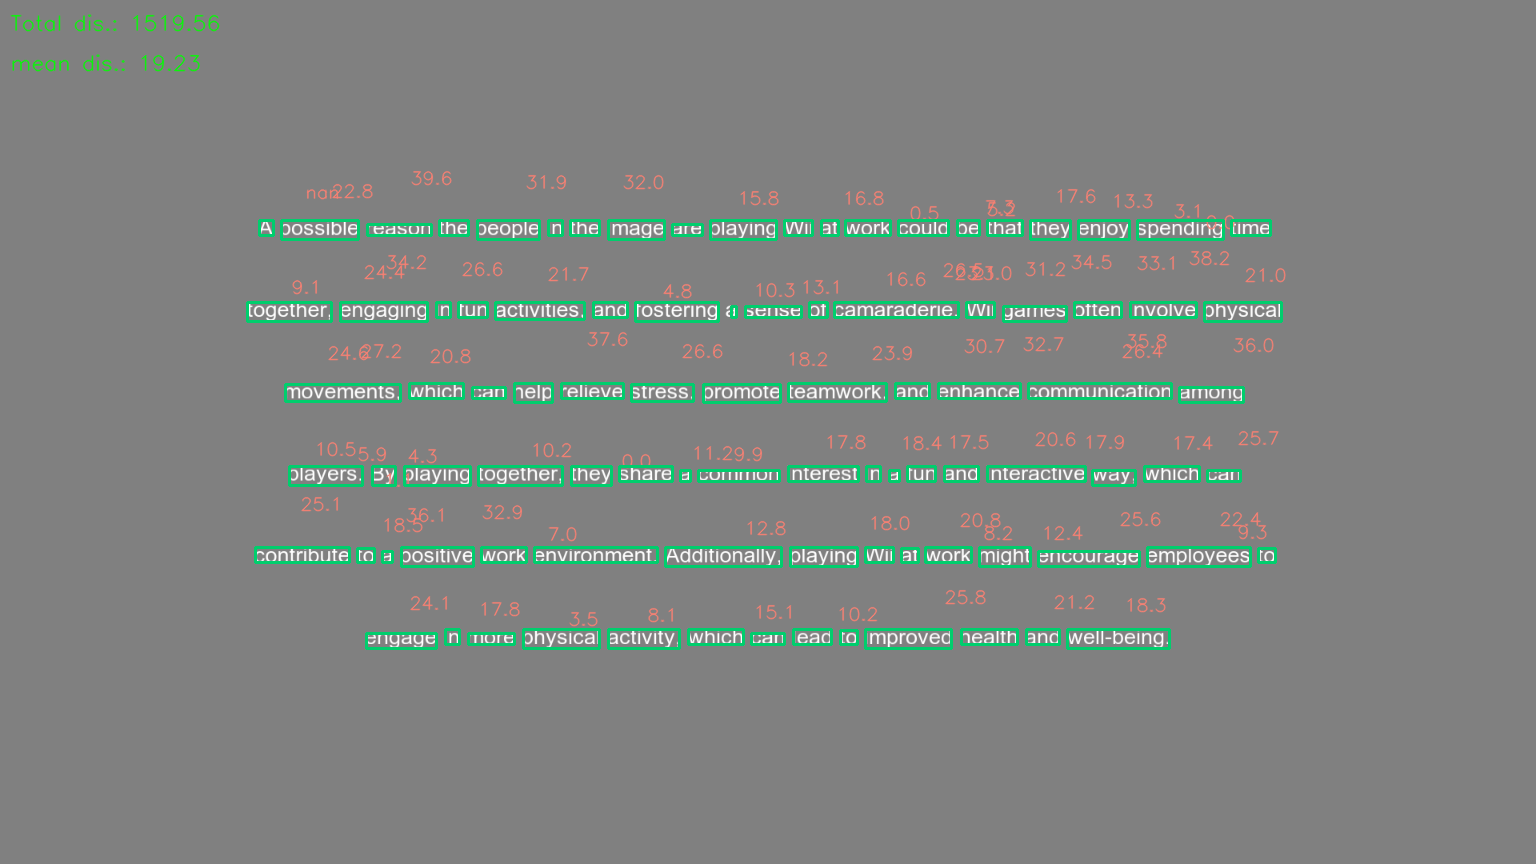 Total dis.: 1519.56
mean dis.: 19.23
nan 22.8 39.6 31.9 32.0 15.8 16.8 0.5 17.6 13.3 3.1
A possible reason the people in the image are playing Wii at work could be that they enjoy spending time
9.1 24.4 34.2 26.6 21.7 4.8 10.3 13.1 16.6 31.2 34.5 33.1 38.2 21.0
together, engaging in fun activities, and fostering a sense of camaraderie. Wii games often involve physical
24.6 27.2 20.8 37.6 26.6 18.2 23.9 30.7 32.7 26.4 35.8 36.0
movements, which can help relieve stress, promote teamwork, and enhance communication among
10.5 5.9 4.3 10.2 0.0 11.2 9.9 17.8 18.4 17.5 20.6 17.9 17.4 25.7
players. By playing together, they share a common interest in a fun and interactive way, which can
25.1 18.5 36.1 32.9 7.0 12.8 18.0 20.8 8.2 12.4 25.6 22.4 9.3
contribute to a positive work environment. Additionally, playing Wii at work might encourage employees to
24.1 17.8 3.5 8.1 15.1 10.2 25.8 21.2 18.3
engage in more physical activity, which can lead to improved health and well-being.